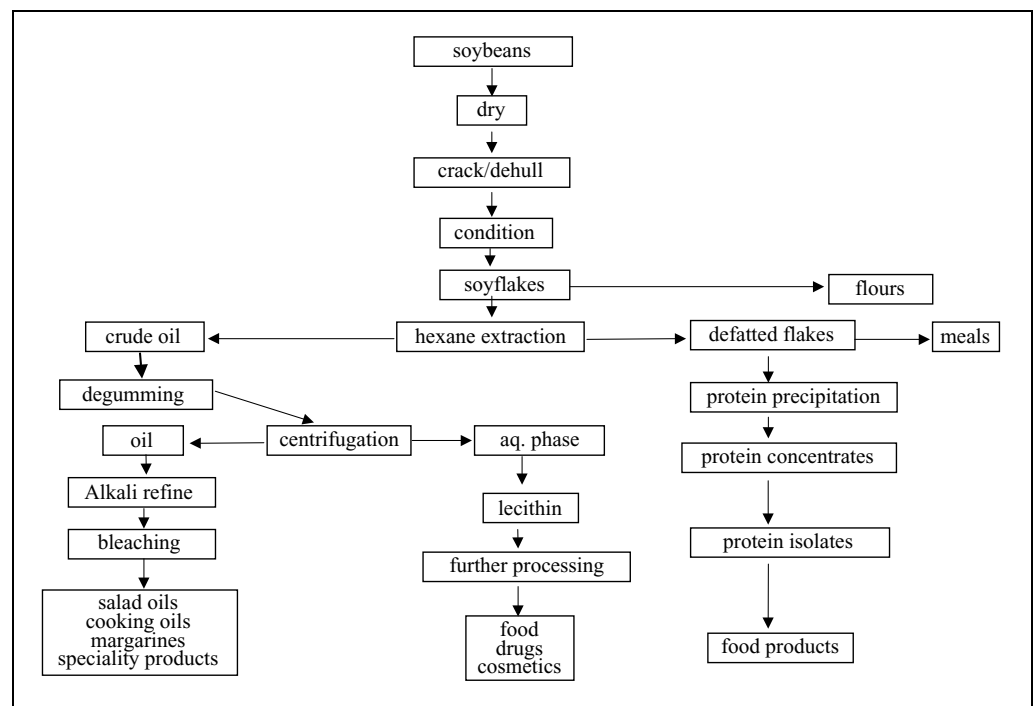 soybeans
dry
crack/dehull
condition
soyflakes
flours
crude oil
hexane extraction
defatted flakes
meals
degumming
protein precipitation
oil
centrifugation
aq. phase
protein concentrates
Alkali refine
lecithin
bleaching
protein isolates
further processing
salad oils
cooking oils
margarines
speciality products
food
drugs
cosmetics
food products